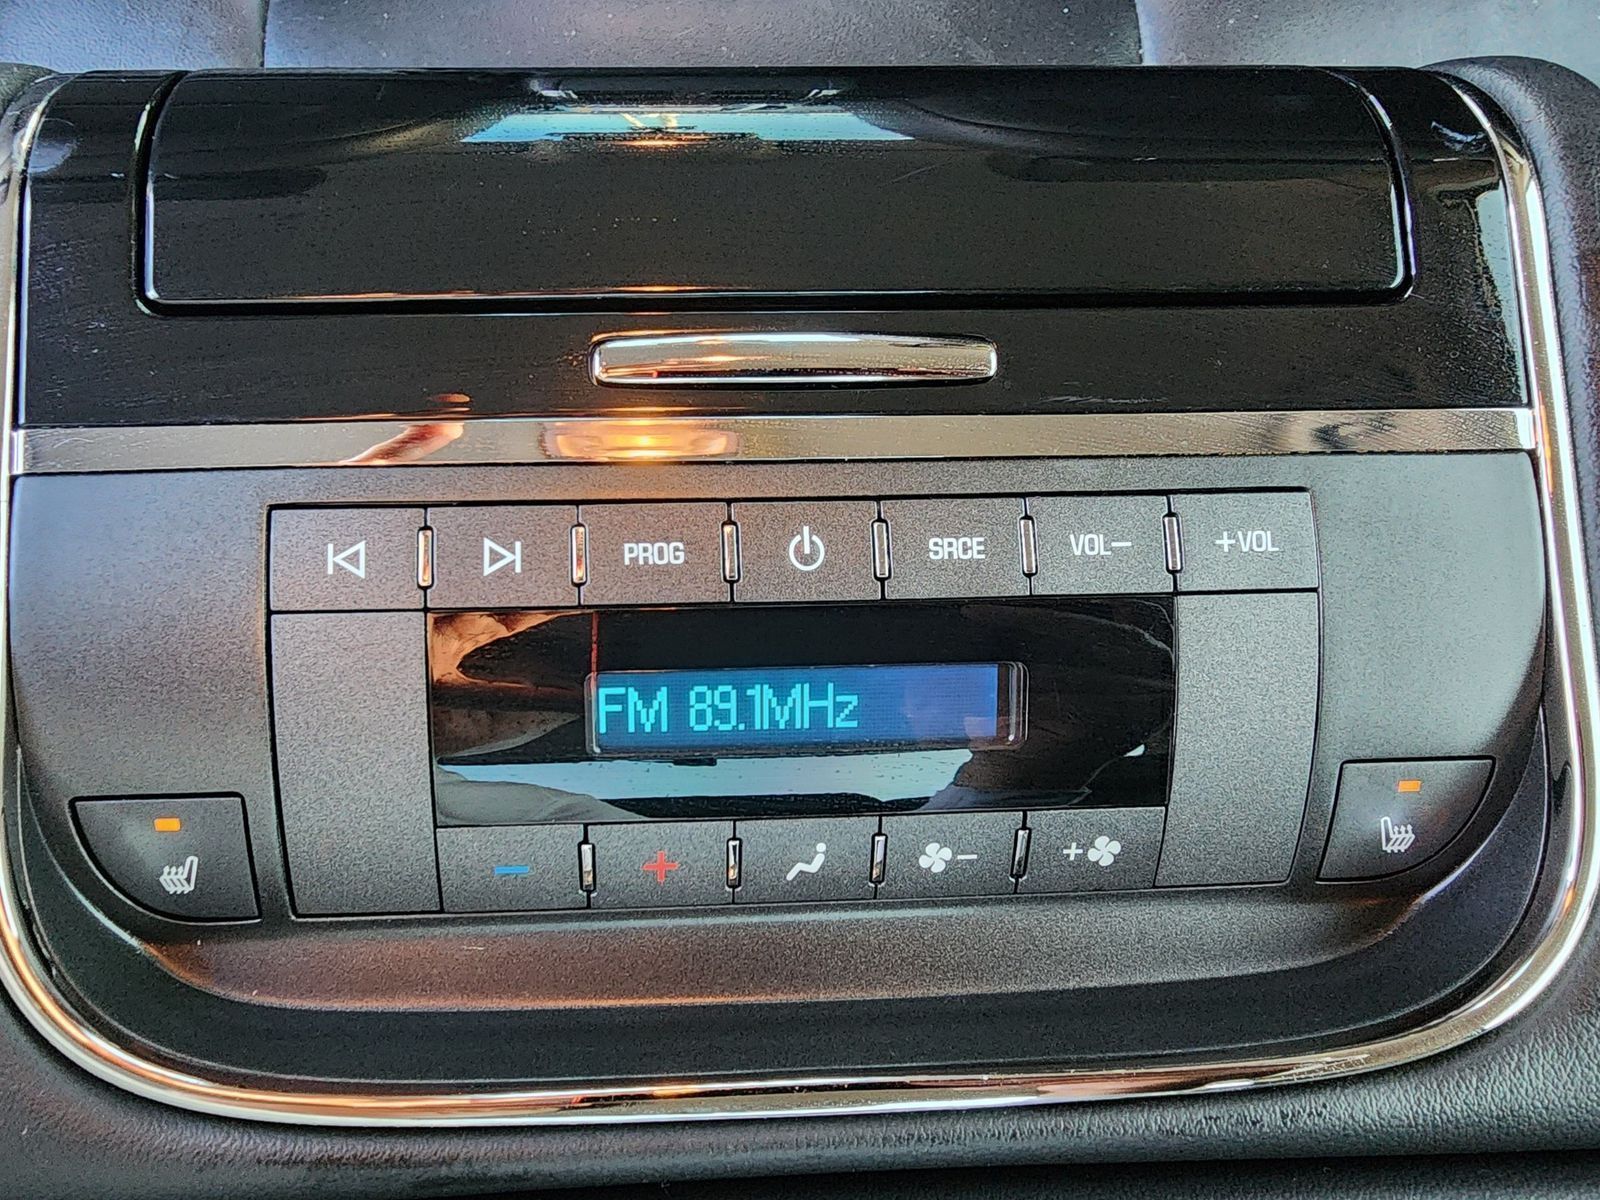 PROG SRCE VOL− +VOL
FM 89.1MHz
− + − +